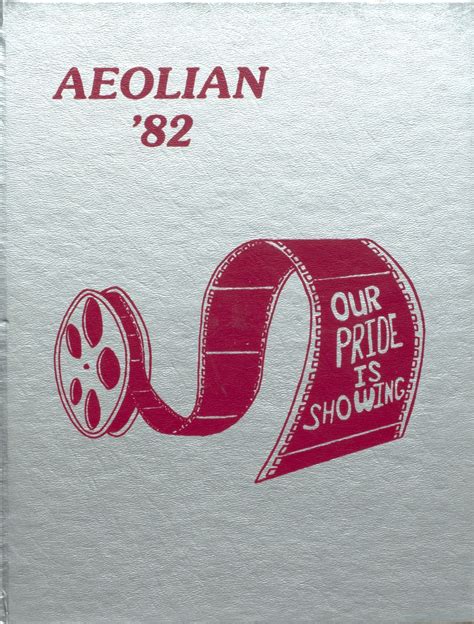 AEOLIAN
'82
OUR
PRIDE
IS
SHOWING